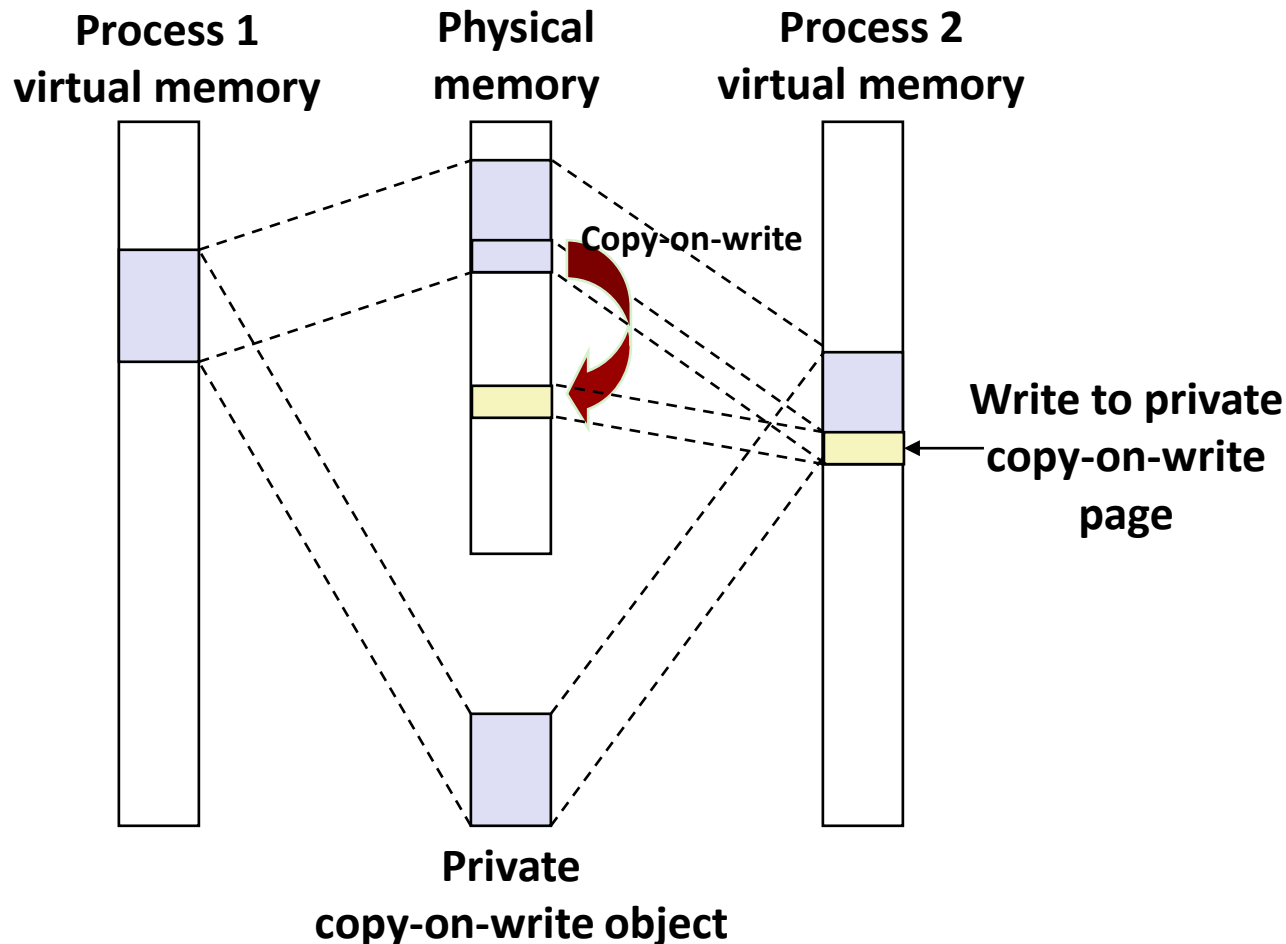 Process 1
virtual memory
Physical
memory
Process 2
virtual memory
Copy-on-write
Write to private
copy-on-write
page
Private
copy-on-write object